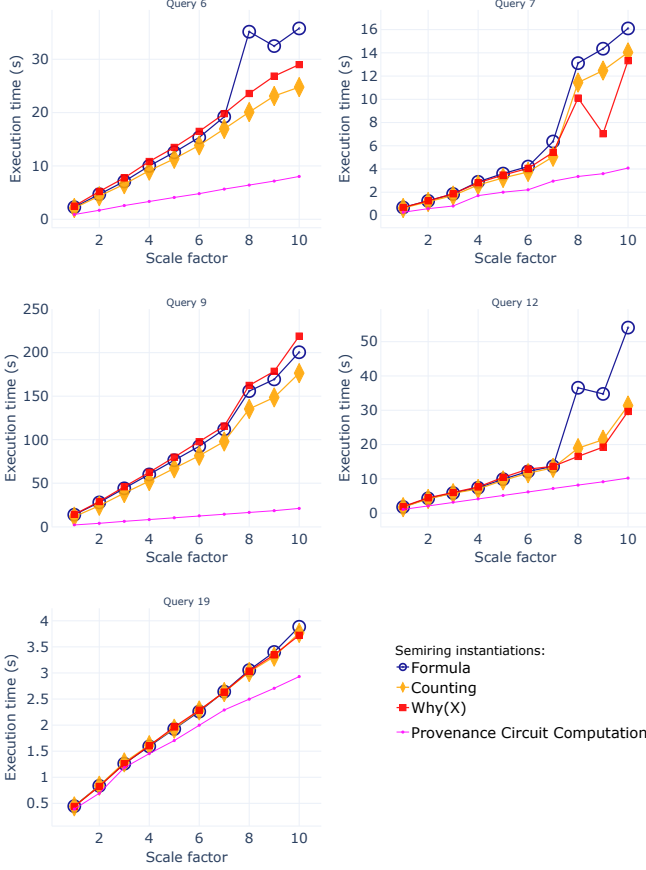 Query 6
Execution time (s)
30
20
10
0
2 4 6 8 10
Scale factor
Query 7
Execution time (s)
16
14
12
10
8
6
4
2
0
2 4 6 8 10
Scale factor
Query 9
Execution time (s)
250
200
150
100
50
0
2 4 6 8 10
Scale factor
Query 12
Execution time (s)
50
40
30
20
10
0
2 4 6 8 10
Scale factor
Query 19
Execution time (s)
4
3.5
3
2.5
2
1.5
1
0.5
2 4 6 8 10
Scale factor
Semiring instantiations:
Formula
Counting
Why(X)
Provenance Circuit Computation